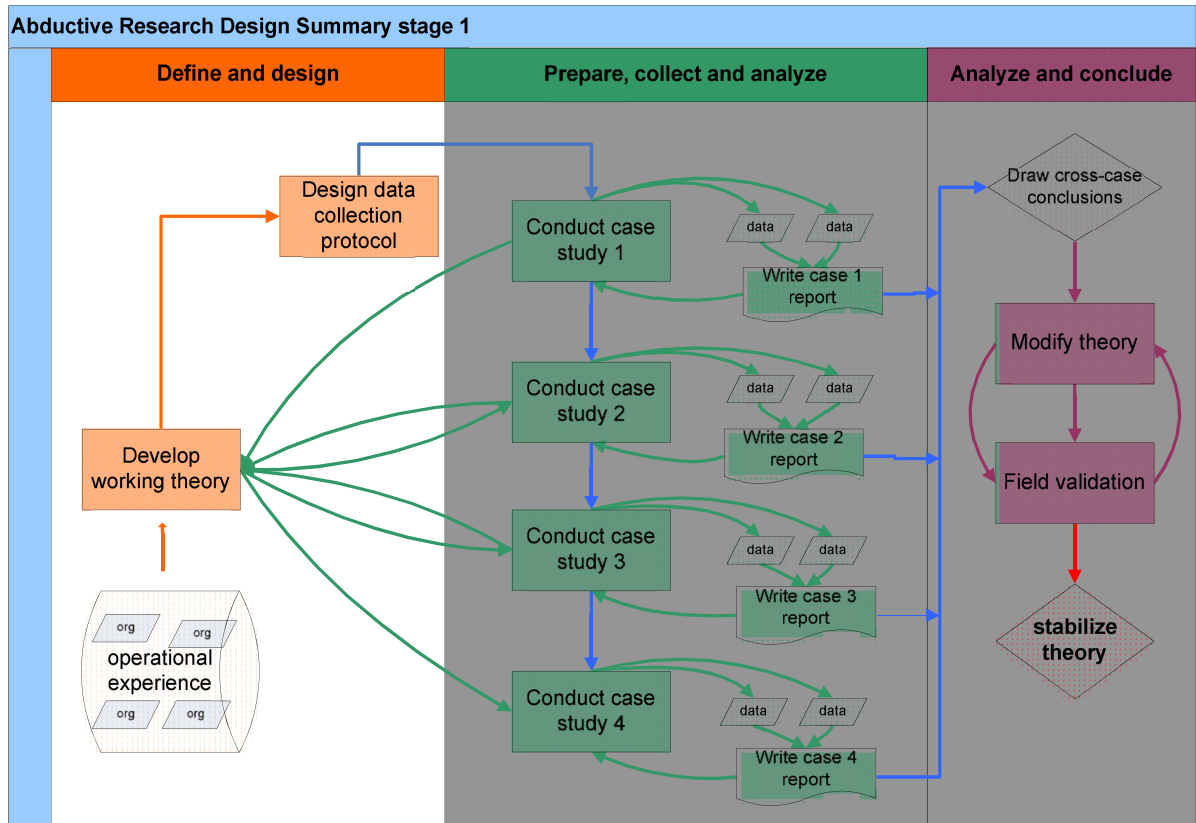 Abductive Research Design Summary stage 1
Define and design
Prepare, collect and analyze
Analyze and conclude
Design data
collection
protocol
Develop
working theory
org
org
operational
experience
org
org
Conduct case
study 1
data
data
Write case 1
report
Conduct case
study 2
data
data
Write case 2
report
Conduct case
study 3
data
data
Write case 3
report
Conduct case
study 4
data
data
Write case 4
report
Draw cross-case
conclusions
Modify theory
Field validation
stabilize
theory